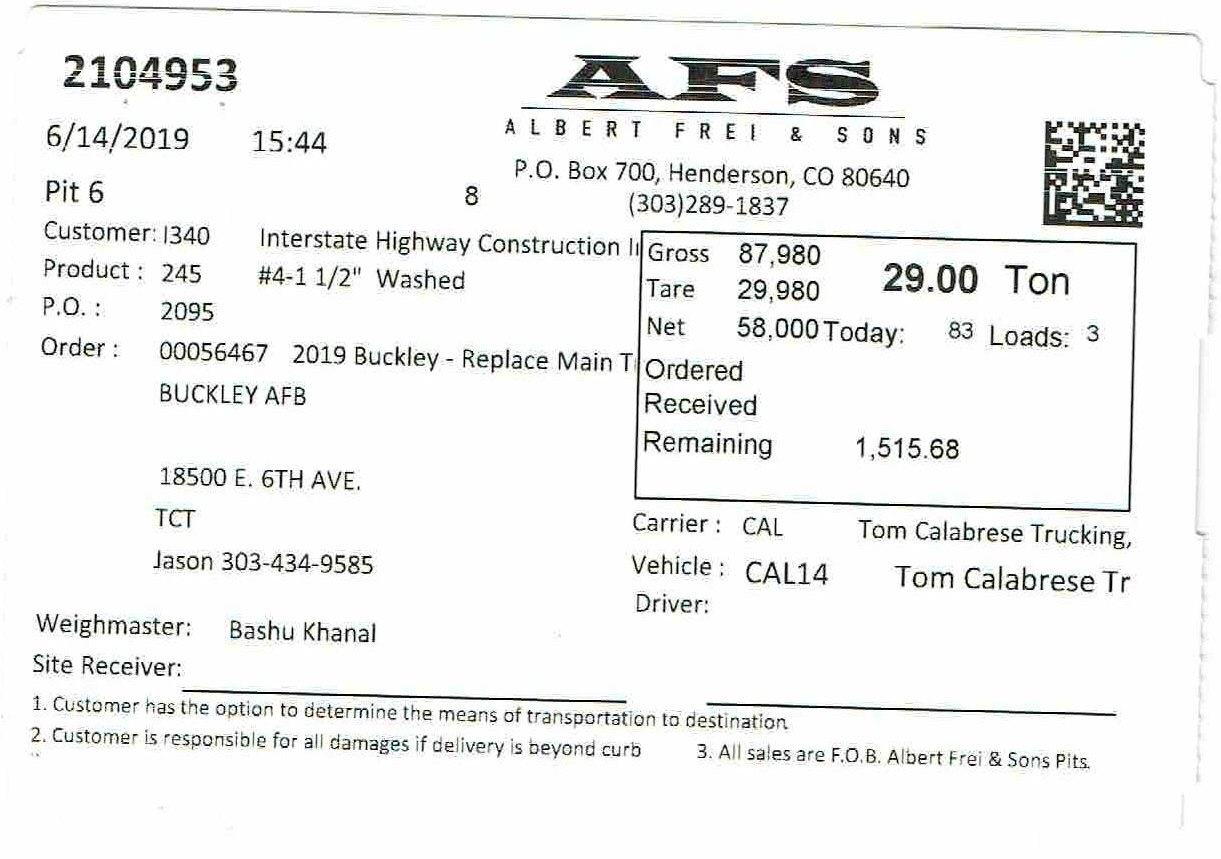 2104953
AFS
ALBERT FREI & SONS
6/14/2019 15:44
P.O. Box 700, Henderson, CO 80640
Pit 6 8 (303)289-1837
Customer: I340 Interstate Highway Construction I
Product : 245 #4-1 1/2" Washed
P.O. : 2095
Order : 00056467 2019 Buckley - Replace Main T
BUCKLEY AFB
18500 E. 6TH AVE.
TCT
Jason 303-434-9585
Gross 87,980 29.00 Ton
Tare 29,980
Net 58,000 Today: 83 Loads: 3
Ordered
Received
Remaining 1,515.68
Carrier : CAL Tom Calabrese Trucking,
Vehicle : CAL14 Tom Calabrese Tr
Driver:
Weighmaster: Bashu Khanal
Site Receiver:
1. Customer has the option to determine the means of transportation to destination
2. Customer is responsible for all damages if delivery is beyond curb 3. All sales are F.O.B. Albert Frei & Sons Pits.